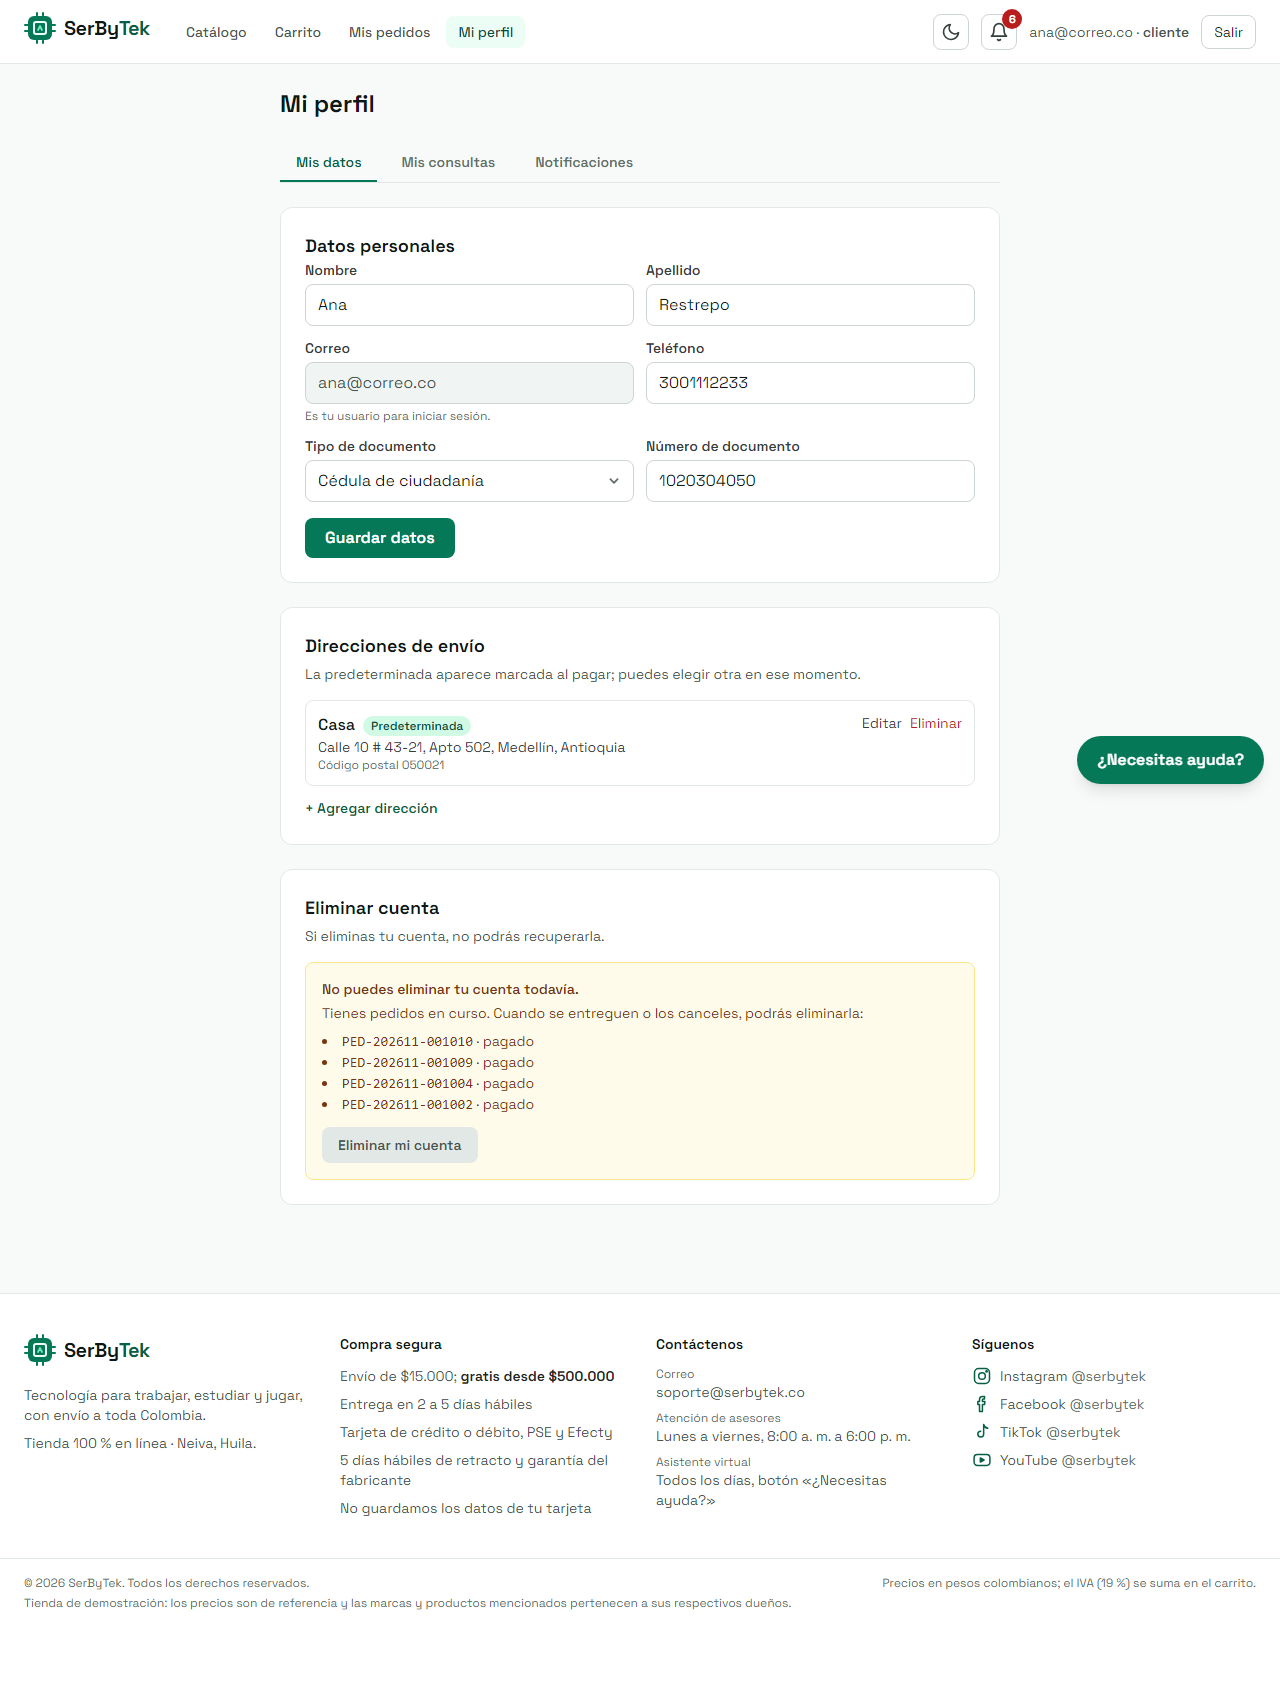 SerByTek
Catálogo
Carrito
Mis pedidos
Mi perfil
6
ana@correo.co · cliente
Salir
Mi perfil
Mis datos
Mis consultas
Notificaciones
Datos personales
Nombre
Apellido
Ana
Restrepo
Correo
Teléfono
ana@correo.co
3001112233
Es tu usuario para iniciar sesión.
Tipo de documento
Número de documento
Cédula de ciudadanía
1020304050
Guardar datos
Direcciones de envío
La predeterminada aparece marcada al pagar; puedes elegir otra en ese momento.
Casa
Predeterminada
Editar
Eliminar
Calle 10 # 43-21, Apto 502, Medellín, Antioquia
Código postal 050021
+ Agregar dirección
¿Necesitas ayuda?
Eliminar cuenta
Si eliminas tu cuenta, no podrás recuperarla.
No puedes eliminar tu cuenta todavía.
Tienes pedidos en curso. Cuando se entreguen o los canceles, podrás eliminarla:
• PED-202611-001010 · pagado
• PED-202611-001009 · pagado
• PED-202611-001004 · pagado
• PED-202611-001002 · pagado
Eliminar mi cuenta
SerByTek
Tecnología para trabajar, estudiar y jugar,
con envío a toda Colombia.
Tienda 100 % en línea · Neiva, Huila.
Compra segura
Envío de $15.000; gratis desde $500.000
Entrega en 2 a 5 días hábiles
Tarjeta de crédito o débito, PSE y Efecty
5 días hábiles de retracto y garantía del
fabricante
No guardamos los datos de tu tarjeta
Contáctenos
Correo
soporte@serbytek.co
Atención de asesores
Lunes a viernes, 8:00 a. m. a 6:00 p. m.
Asistente virtual
Todos los días, botón «¿Necesitas
ayuda?»
Síguenos
Instagram @serbytek
Facebook @serbytek
TikTok @serbytek
YouTube @serbytek
© 2026 SerByTek. Todos los derechos reservados.
Precios en pesos colombianos; el IVA (19 %) se suma en el carrito.
Tienda de demostración: los precios son de referencia y las marcas y productos mencionados pertenecen a sus respectivos dueños.